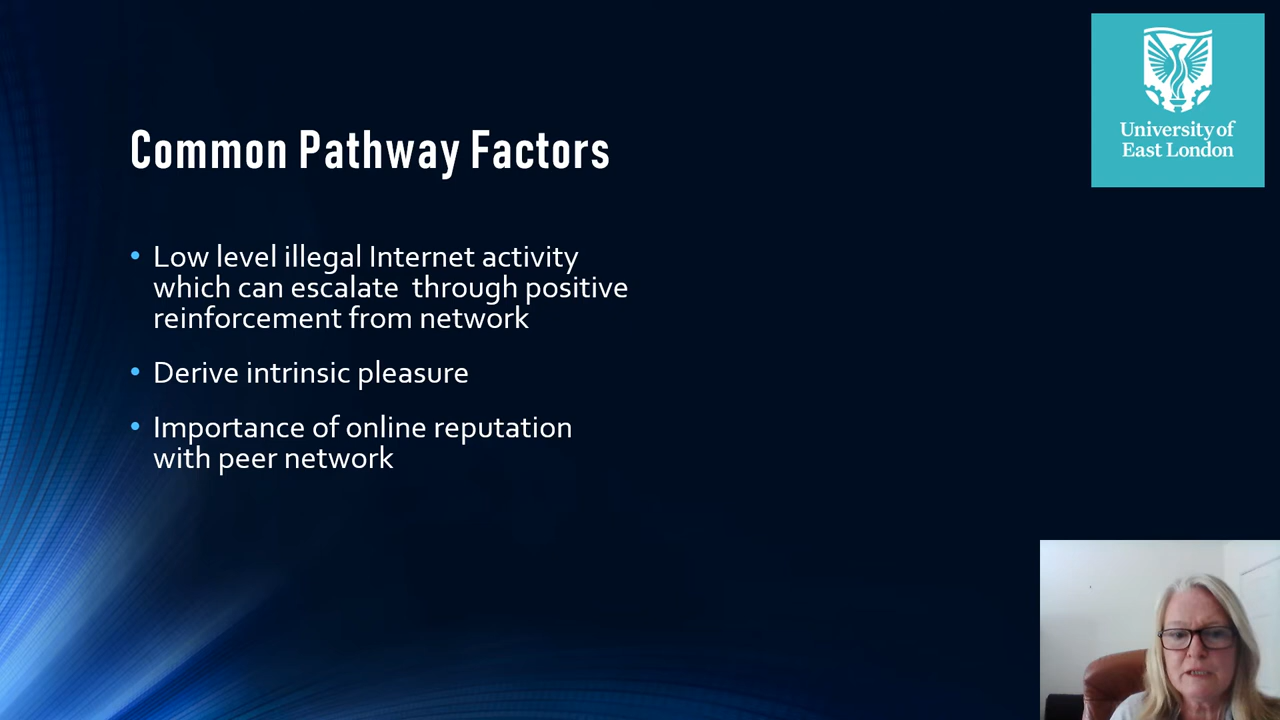 University of
East London
Common Pathway Factors
• Low level illegal Internet activity
which can escalate  through positive
reinforcement from network
• Derive intrinsic pleasure
• Importance of online reputation
with peer network